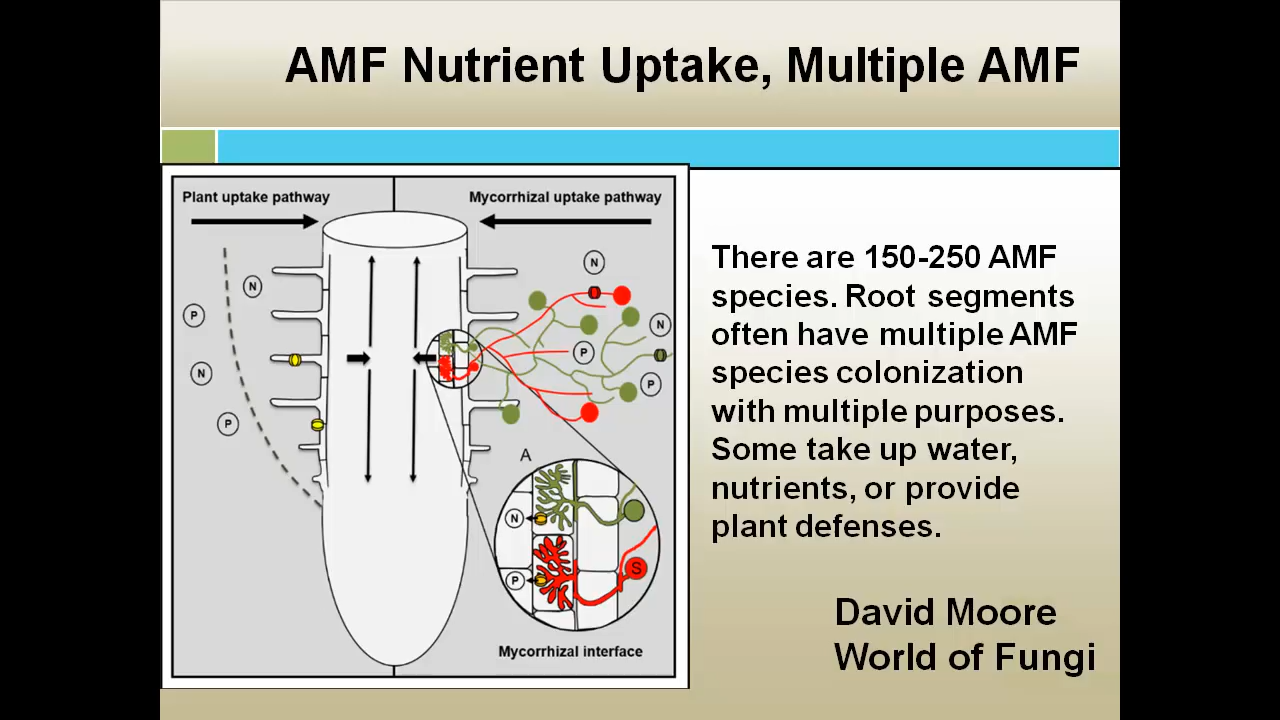 AMF Nutrient Uptake, Multiple AMF
Plant uptake pathway
Mycorrhizal uptake pathway
N
N
P
N
P
N
P
N
P
A
N
P
S
Mycorrhizal interface
There are 150-250 AMF
species. Root segments
often have multiple AMF
species colonization
with multiple purposes.
Some take up water,
nutrients, or provide
plant defenses.
David Moore
World of Fungi